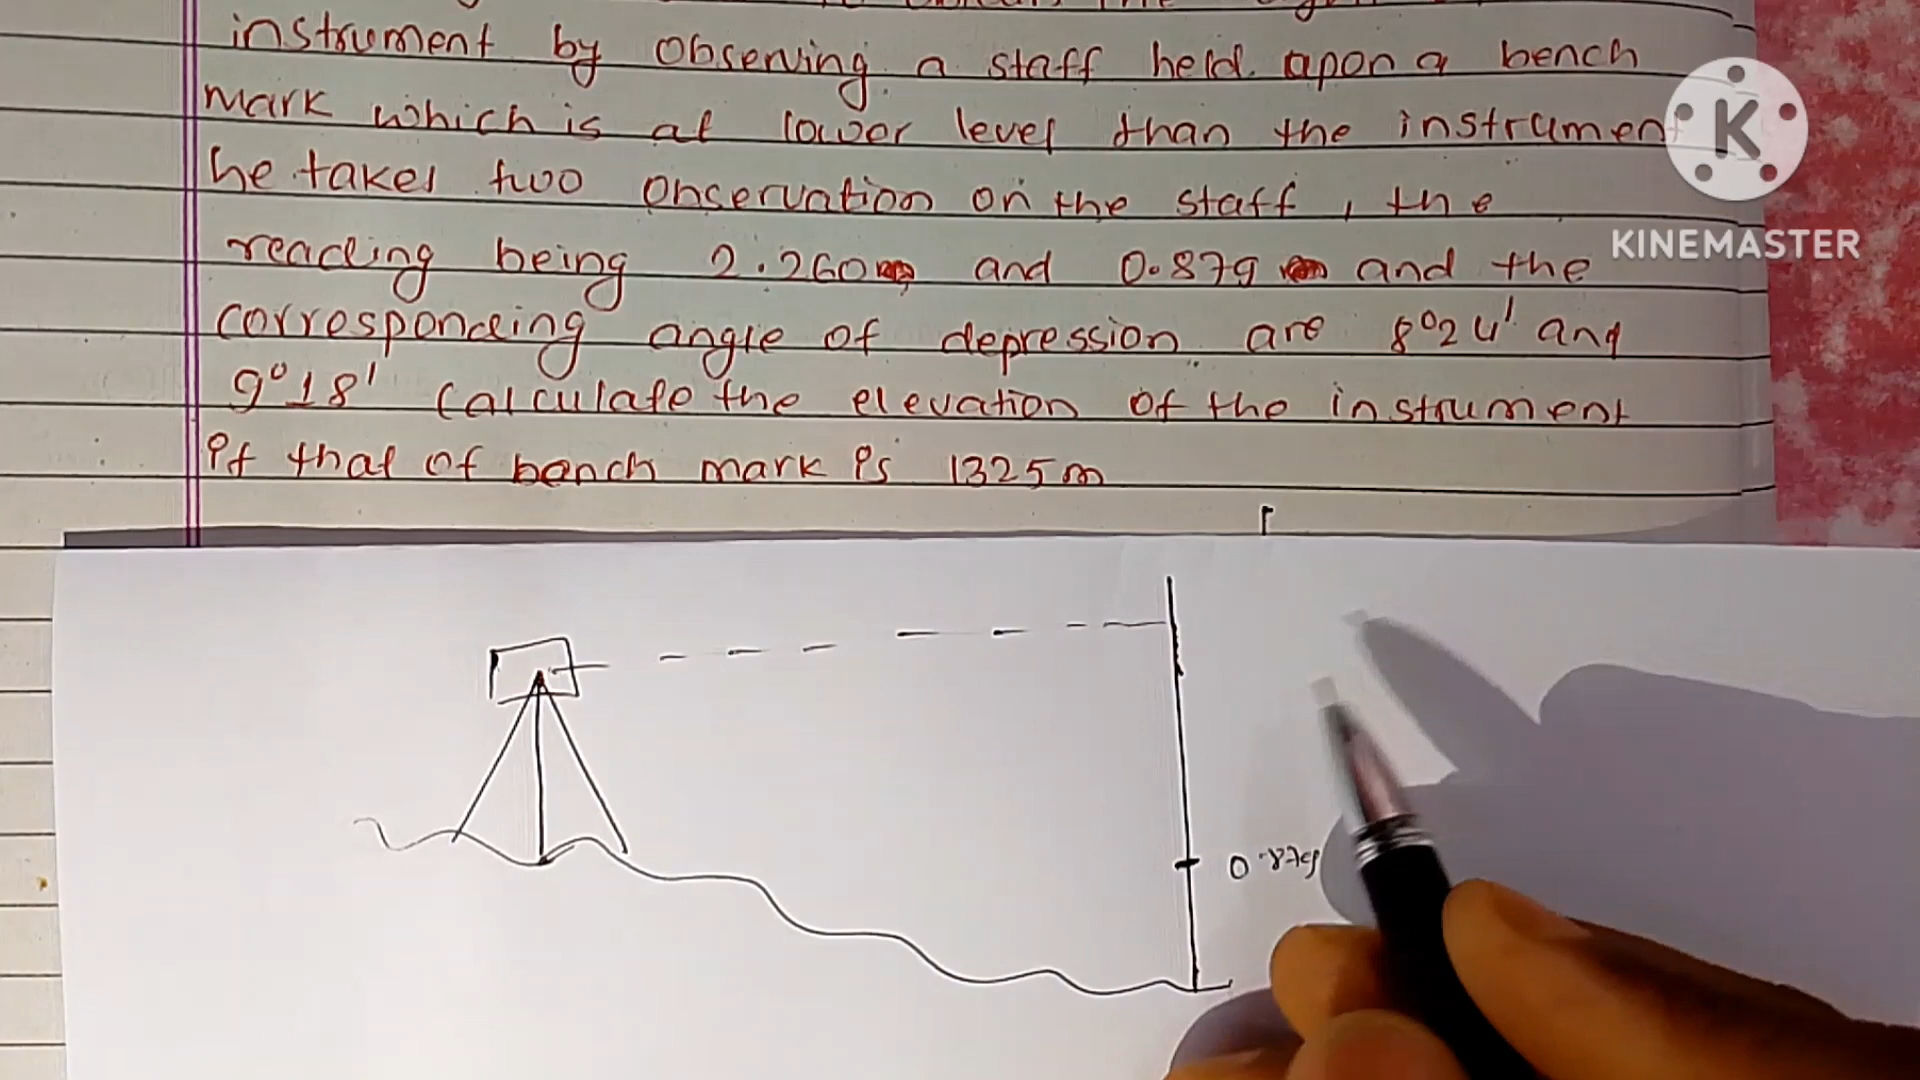 instrument by observing a staff held apon a bench
mark which is at lower level than the instrument
he takes two observation on the staff, the
reading being 2.260m and 0.879 m and the
corresponding angle of depression are 8°24' and
9°18' Calculate the elevation of the instrument
if that of bench mark is 1325m
K
KINEMASTER
0.879